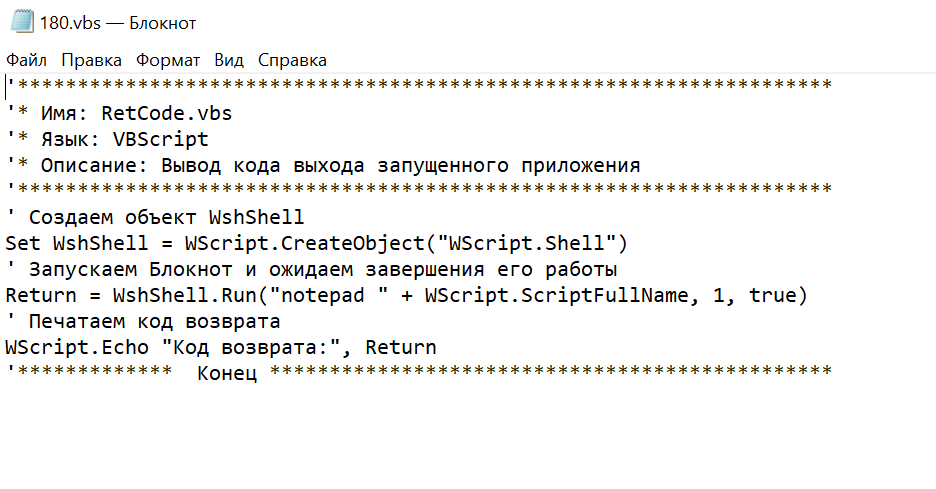 180.vbs — Блокнот
Файл Правка Формат Вид Справка
'********************************************************************
'* Имя: RetCode.vbs
'* Язык: VBScript
'* Описание: Вывод кода выхода запущенного приложения
'********************************************************************
' Создаем объект WshShell
Set WshShell = WScript.CreateObject("WScript.Shell")
' Запускаем Блокнот и ожидаем завершения его работы
Return = WshShell.Run("notepad " + WScript.ScriptFullName, 1, true)
' Печатаем код возврата
WScript.Echo "Код возврата:", Return
'*************  Конец ***********************************************